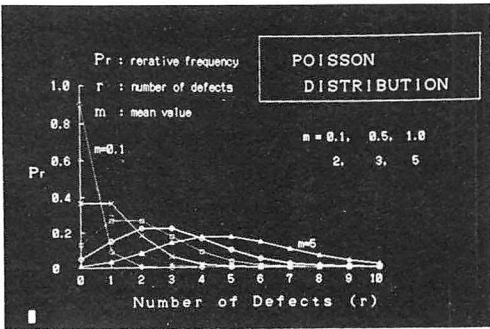 Pr : rerative frequency
r : number of defects
m : mean value
POISSON
DISTRIBUTION
m = 0.1, 0.5, 1.0
2, 3, 5
1.0
0.8
0.6
0.4
0.2
0
Pr
m=0.1
m=5
0 1 2 3 4 5 6 7 8 9 10
Number of Defects (r)